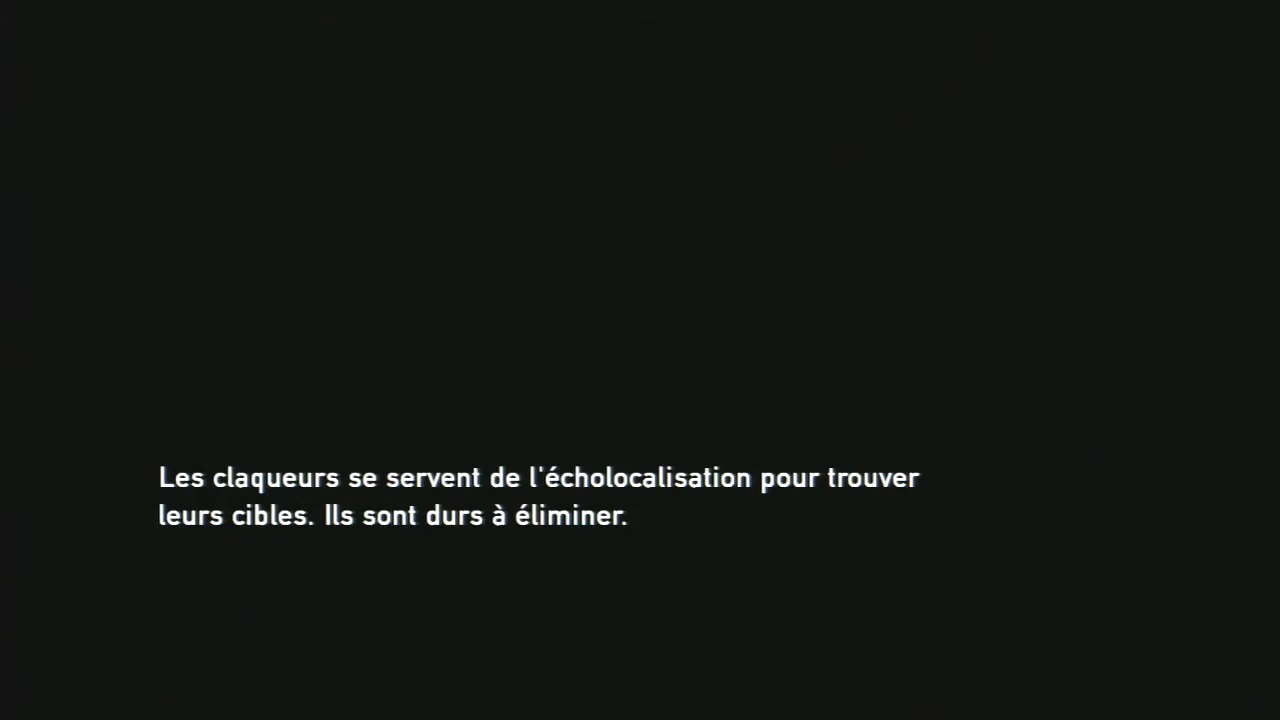 Les claqueurs se servent de l'écholocalisation pour trouver
leurs cibles. Ils sont durs à éliminer.